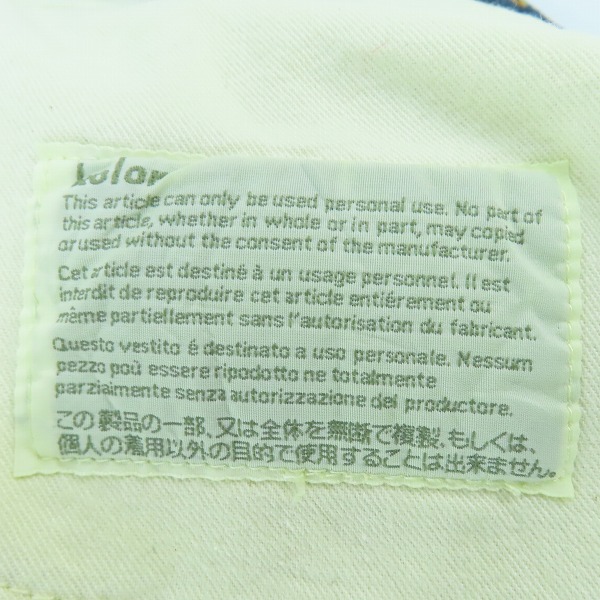 kolor
This article can only be used personal use. No part of
this article, whether in whole or in part, may copied
or used without the consent of the manufacturer.
Cet article est destiné à un usage personnel. Il est
interdit de reproduire cet article entiérement ou
même partiellement sans l'autorisation du fabricant.
Questo vestito é destinato a uso personale. Nessum
pezzo poù essere ripodotto ne totalmente
parziaimente senza autorizzazione del productore.
この製品の一部、又は全体を無断で複製、もしくは、
個人の着用以外の目的で使用することは出来ません。